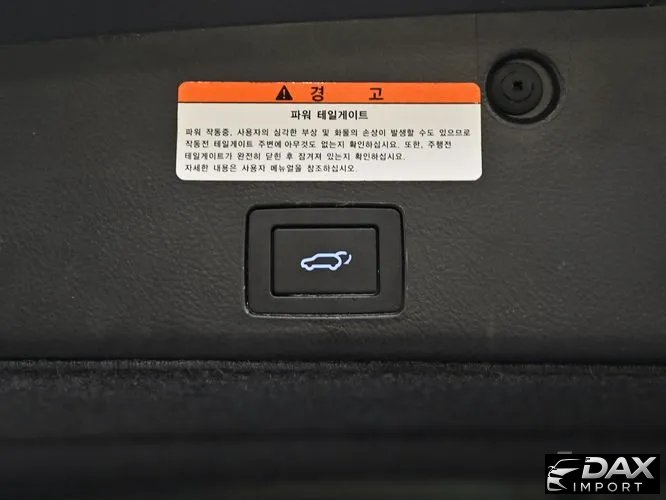 경 고
파워 테일게이트
파워 작동중, 사용자의 심각한 부상 및 화물의 손상이 발생할 수도 있으므로
작동전 테일게이트 주변에 아무것도 없는지 확인하십시요. 또한, 주행전
테일게이트가 완전히 닫힌 후 잠겨져 있는지 확인하십시요.
자세한 내용은 사용자 메뉴얼을 참조하십시오.
DAX
IMPORT